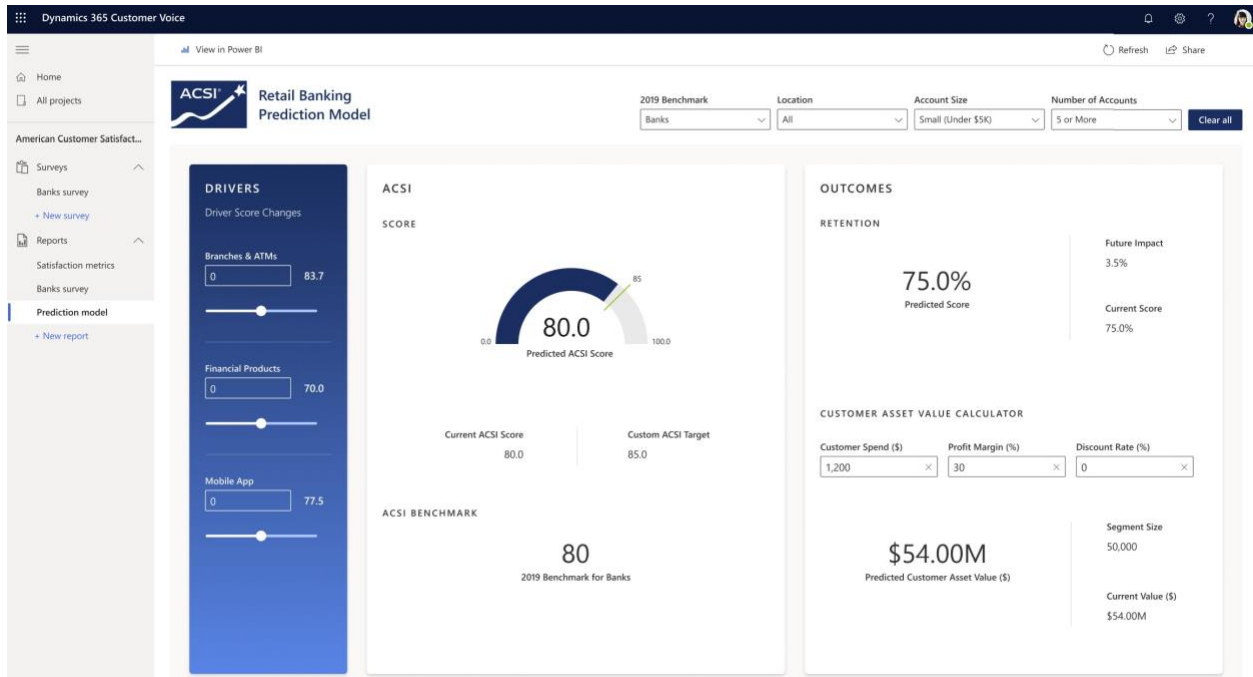 Dynamics 365 Customer Voice
?
View in Power BI
Refresh
Share
Home
All projects
American Customer Satisfact...
Surveys
Banks survey
+ New survey
Reports
Satisfaction metrics
Banks survey
Prediction model
+ New report
ACSI®
Retail Banking
Prediction Model
2019 Benchmark
Banks
Location
All
Account Size
Small (Under $5K)
Number of Accounts
5 or More
Clear all
DRIVERS
Driver Score Changes
Branches & ATMs
0 83.7
Financial Products
0 70.0
Mobile App
0 77.5
ACSI
SCORE
85
80.0
0.0
100.0
Predicted ACSI Score
Current ACSI Score
80.0
Custom ACSI Target
85.0
ACSI BENCHMARK
80
2019 Benchmark for Banks
OUTCOMES
RETENTION
75.0%
Predicted Score
Future Impact
3.5%
Current Score
75.0%
CUSTOMER ASSET VALUE CALCULATOR
Customer Spend ($)
1,200
Profit Margin (%)
30
Discount Rate (%)
0
$54.00M
Predicted Customer Asset Value ($)
Segment Size
50,000
Current Value ($)
$54.00M